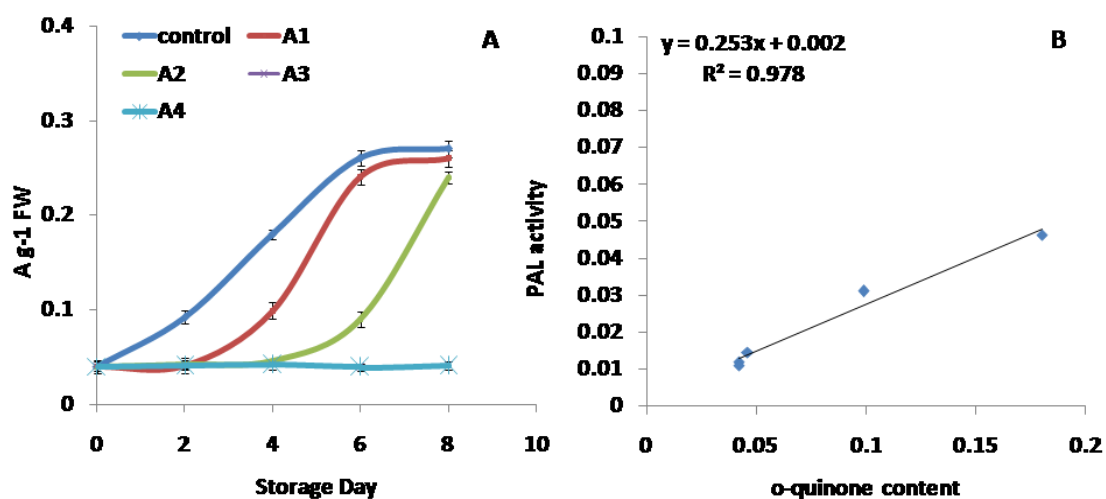 A
control
A1
A2
A3
A4
0.4
0.3
0.2
0.1
0
A g-1 FW
0 2 4 6 8 10
Storage Day
B
y = 0.253x + 0.002
R² = 0.978
0.1
0.09
0.08
0.07
0.06
0.05
0.04
0.03
0.02
0.01
0
PAL activity
0 0.05 0.1 0.15 0.2
o-quinone content